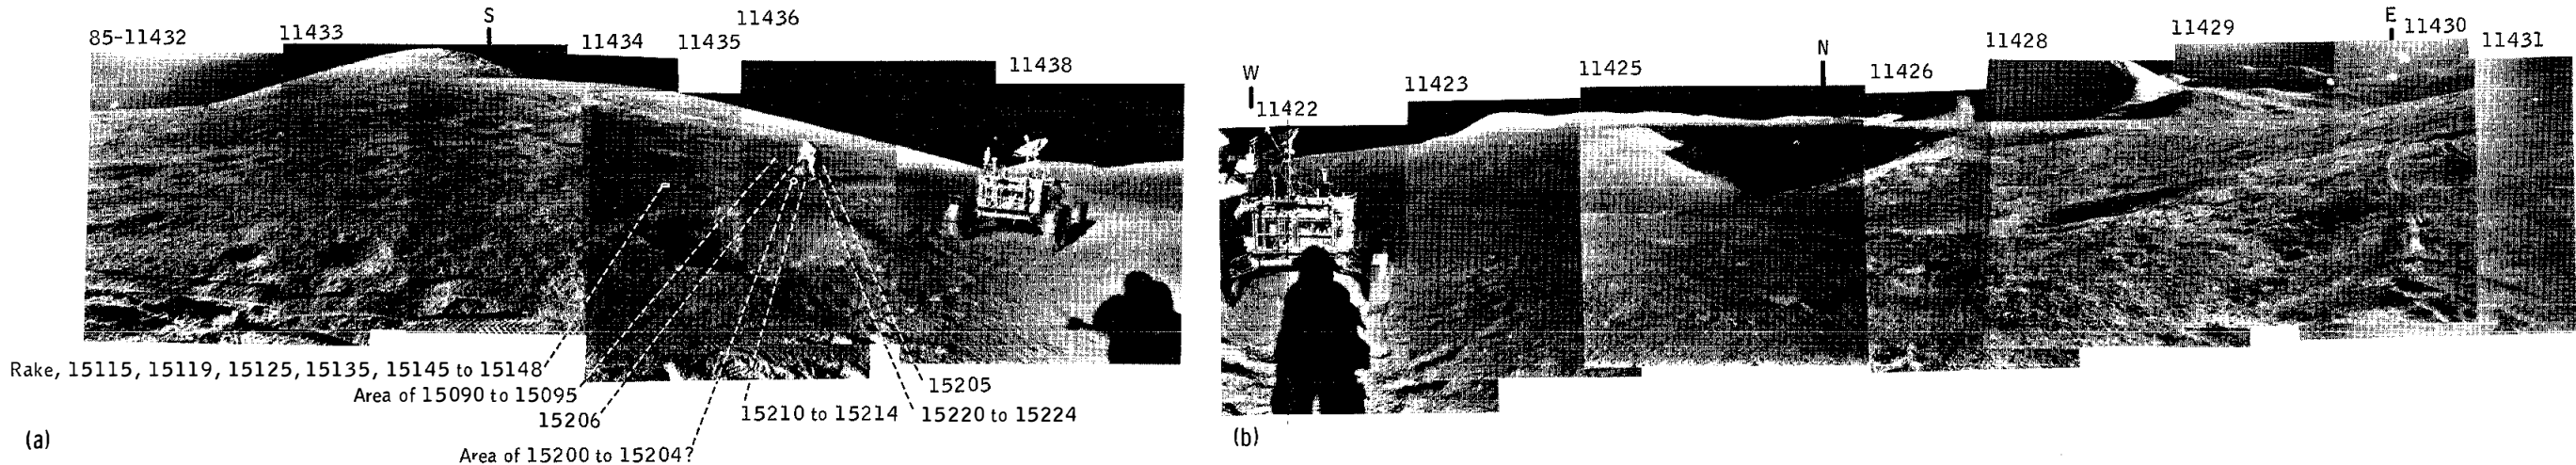 85-11432
11433
S
11434
11435
11436
11438
Rake, 15115, 15119, 15125, 15135, 15145 to 15148
Area of 15090 to 15095
15206
Area of 15200 to 15204?
15210 to 15214
15220 to 15224
15205
(a)
W
11422
11423
11425
N
11426
11428
11429
E
11430
11431
(b)